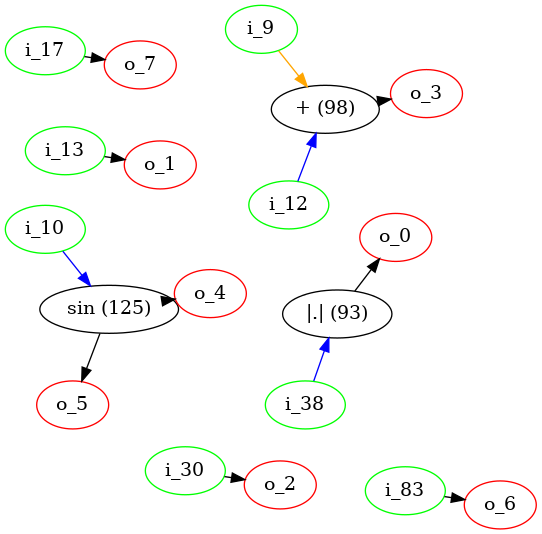 i_9
i_17
o_7
o_3
+ (98)
i_13
o_1
i_12
i_10
o_0
o_4
sin (125)
|.| (93)
o_5
i_38
i_30
o_2
i_83
o_6